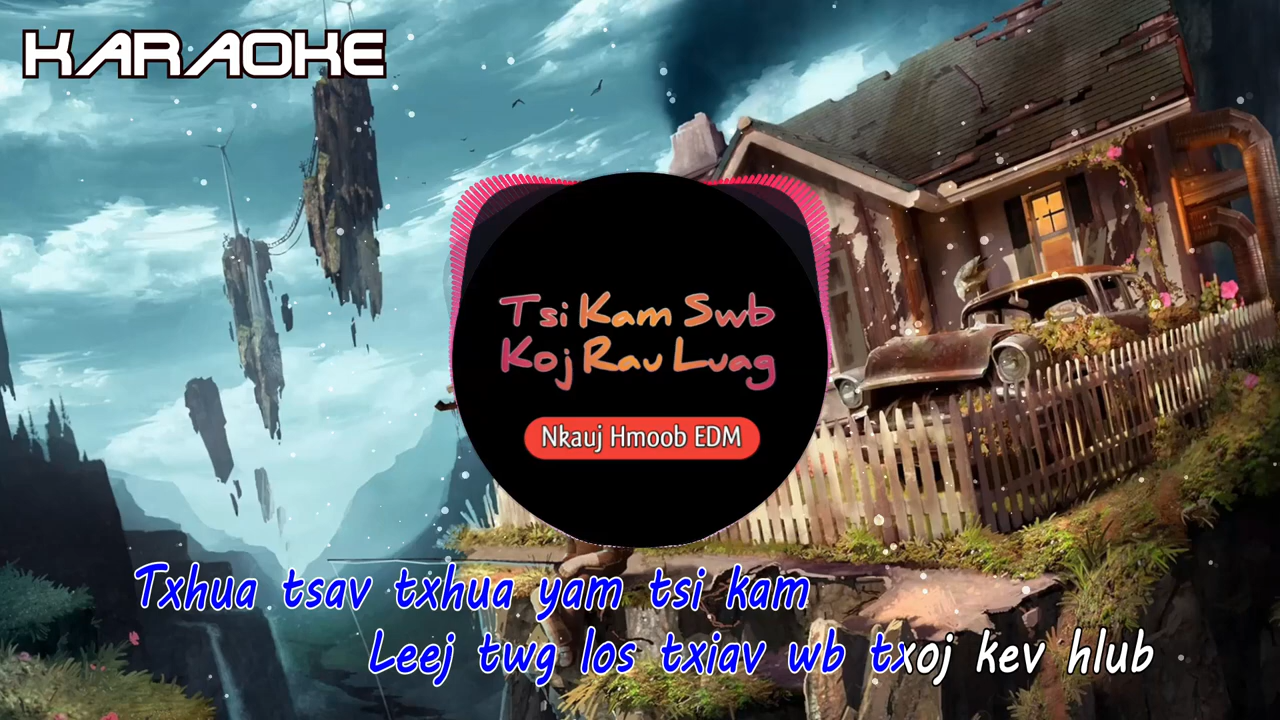 KARAOKE
Tsi Kam Swb
Koj Rau Luag
Nkauj Hmoob EDM
Txhua tsav txhua yam tsi kam
Leej twg los txiav wb txoj kev hlub